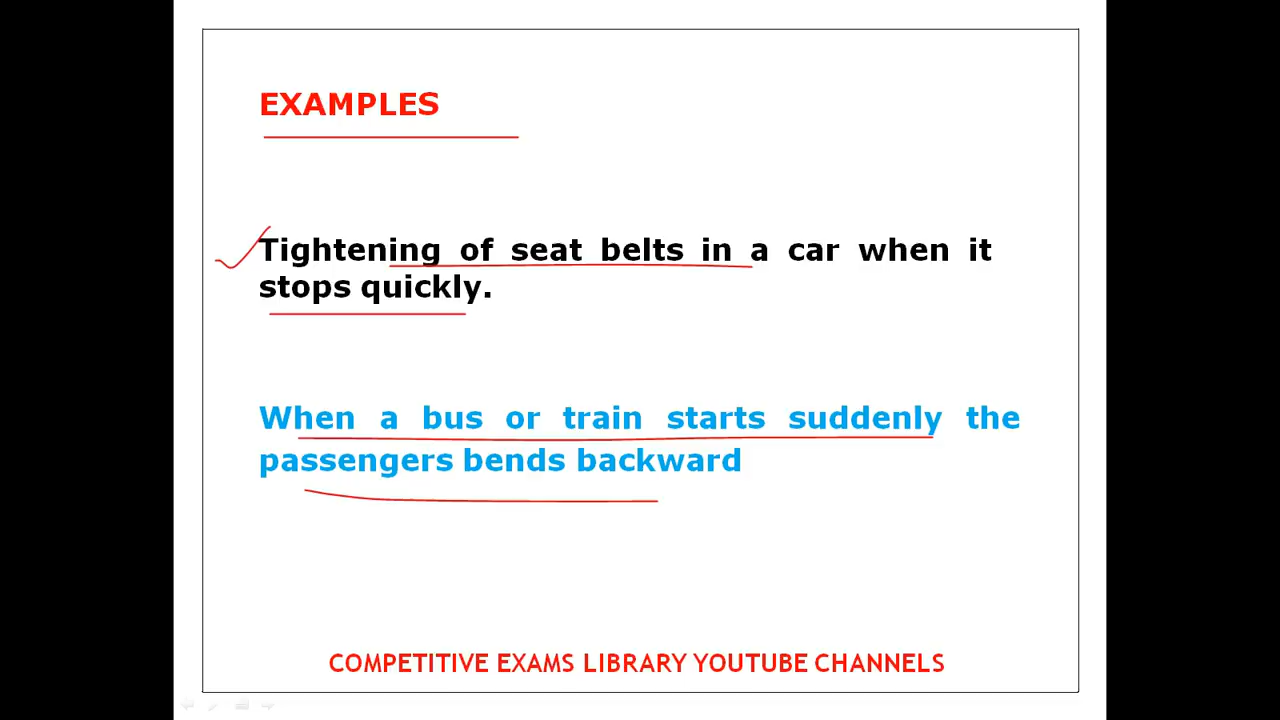 EXAMPLES
Tightening of seat belts in a car when it
stops quickly.
When a bus or train starts suddenly the
passengers bends backward
COMPETITIVE EXAMS LIBRARY YOUTUBE CHANNELS